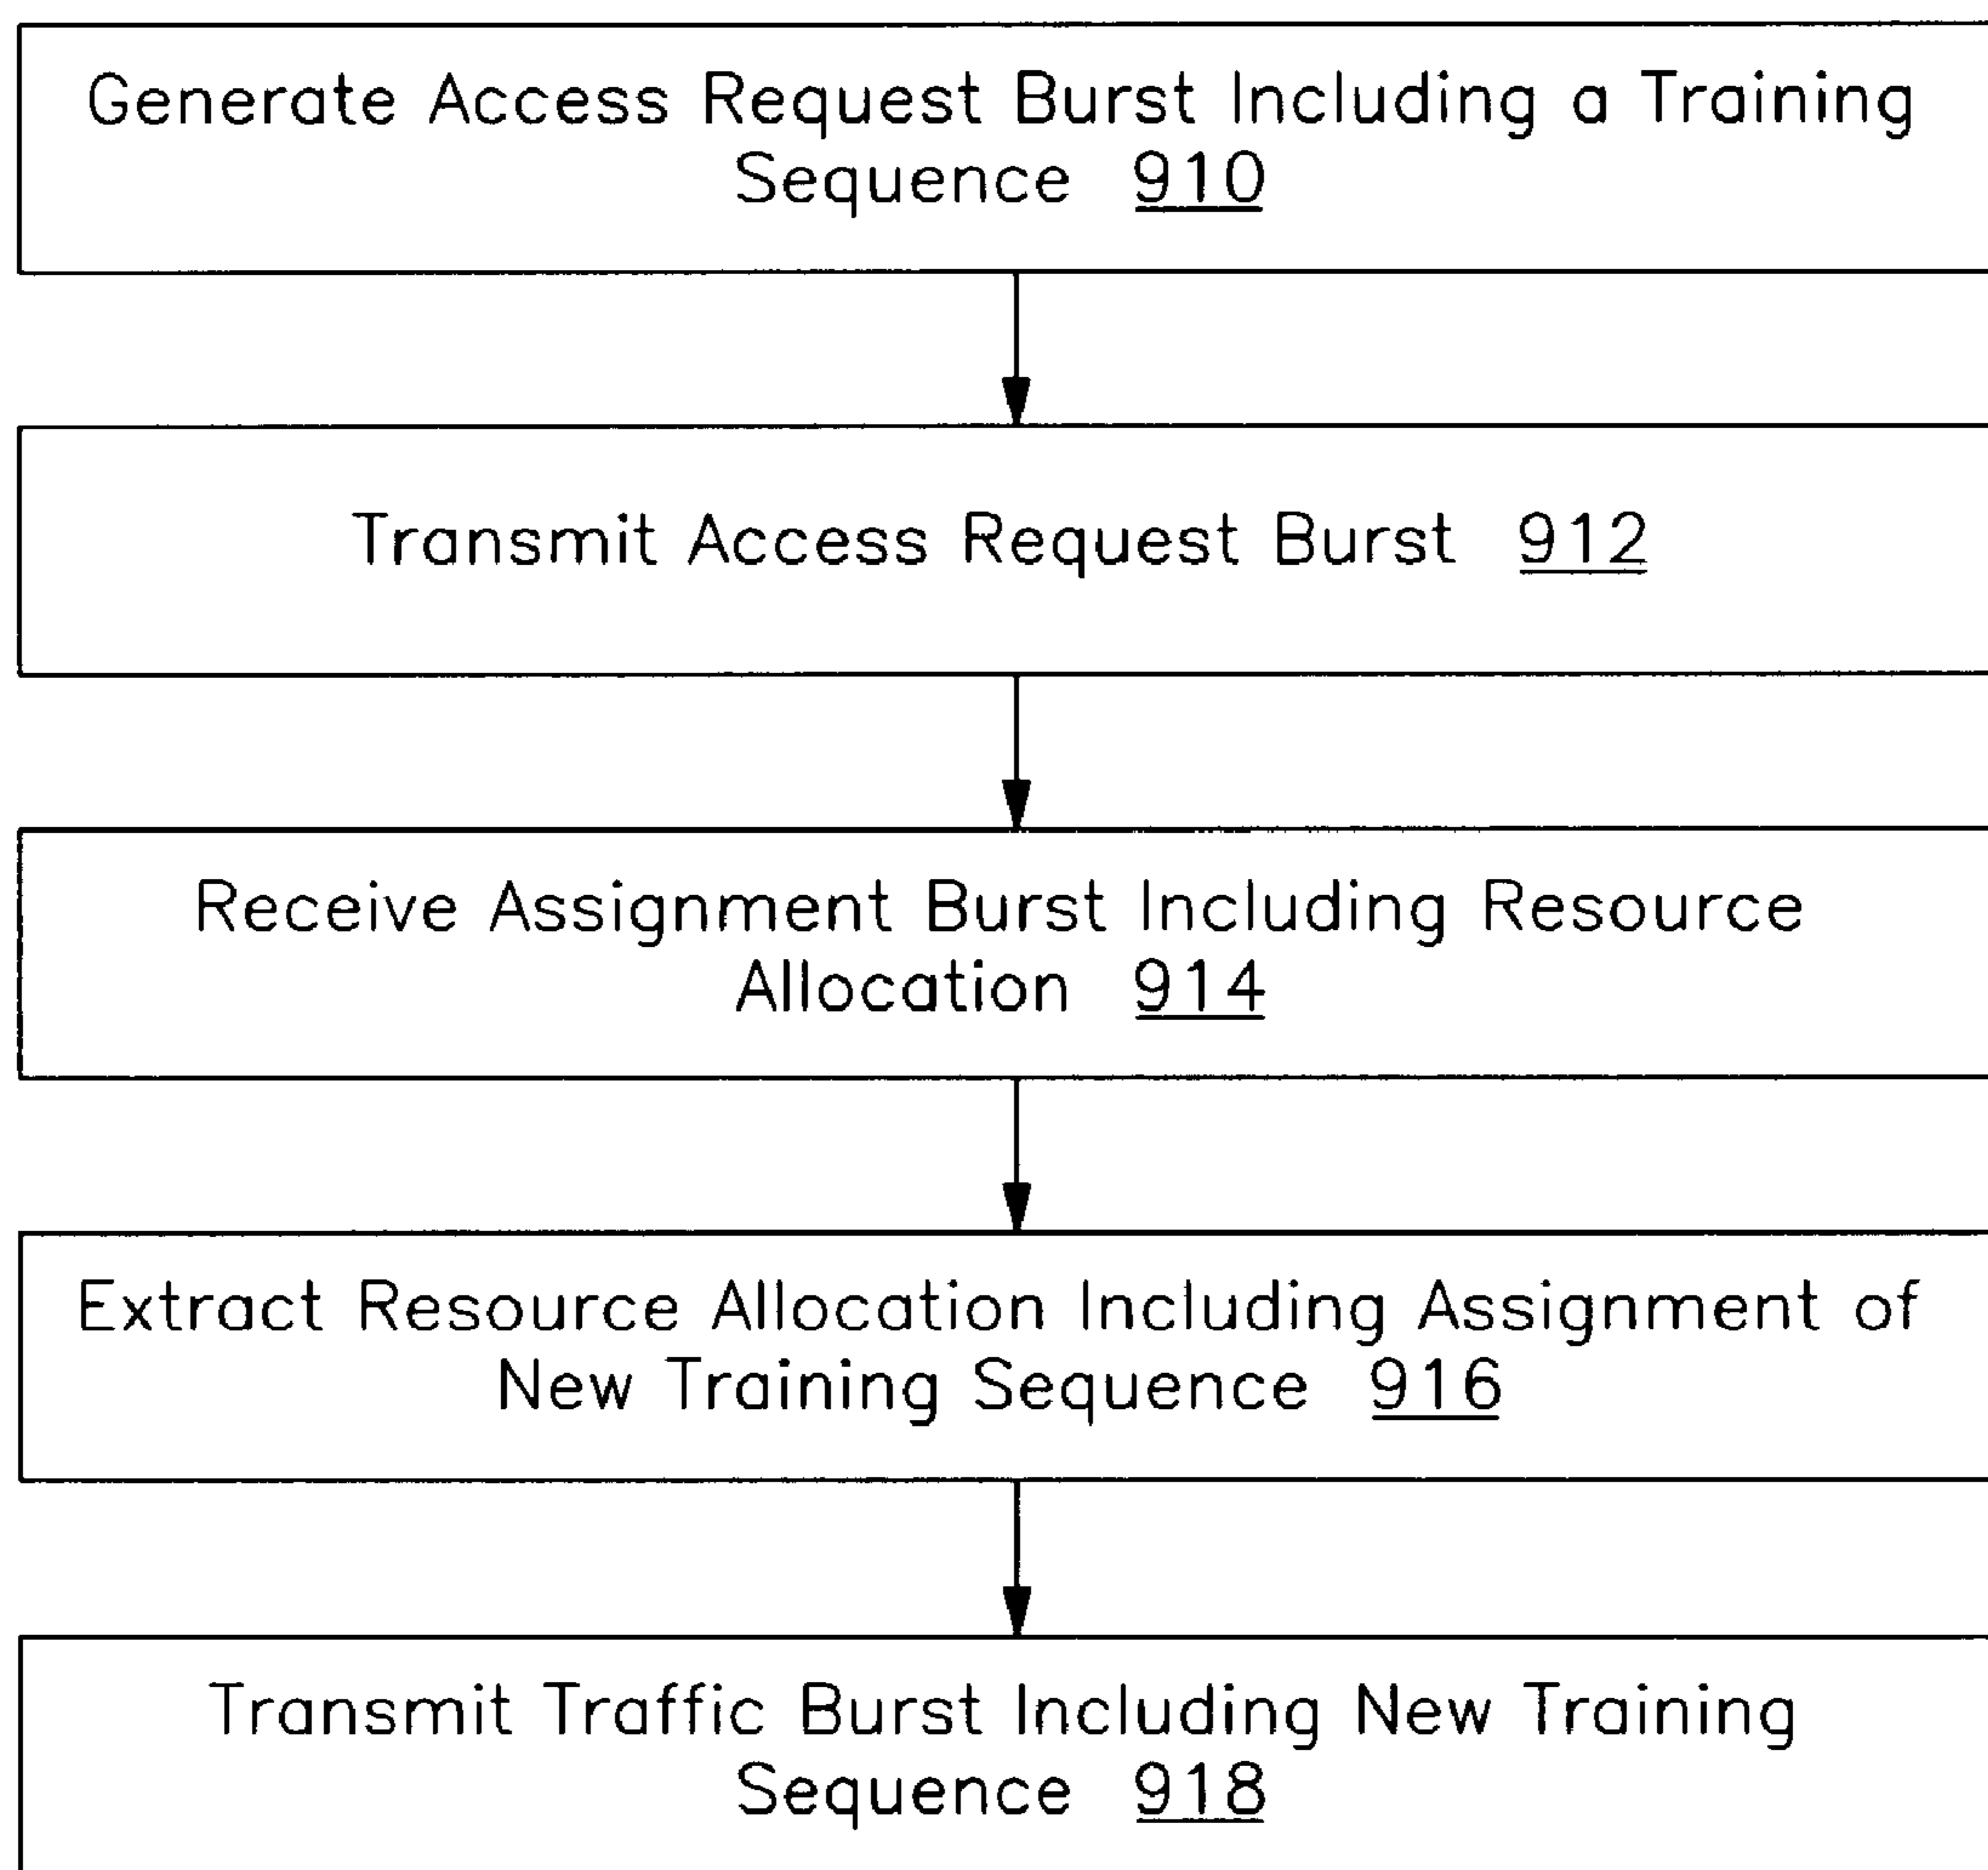 Generate Access Request Burst Including a Training
Sequence 910
Transmit Access Request Burst 912
Receive Assignment Burst Including Resource
Allocation 914
Extract Resource Allocation Including Assignment of
New Training Sequence 916
Transmit Traffic Burst Including New Training
Sequence 918